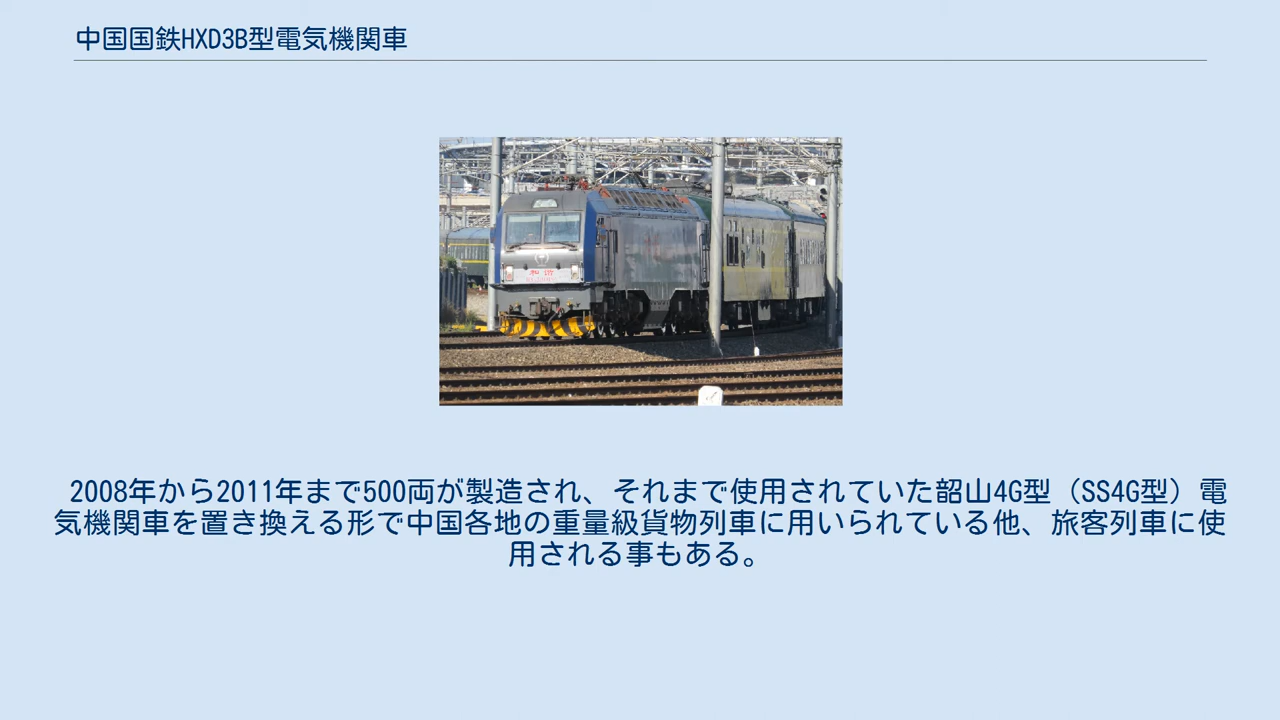 中国国鉄HXD3B型電気機関車
和 谐
2008年から2011年まで500両が製造され、それまで使用されていた韶山4G型（SS4G型）電
気機関車を置き換える形で中国各地の重量級貨物列車に用いられている他、旅客列車に使
用される事もある。